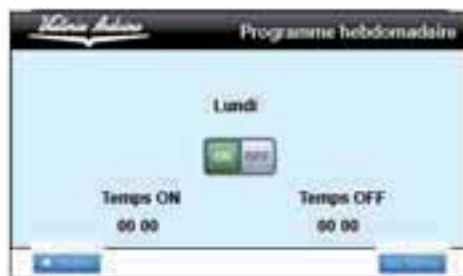 Programme hebdomadaire
Lundi
ON OFF
Temps ON Temps OFF
00 00 00 00